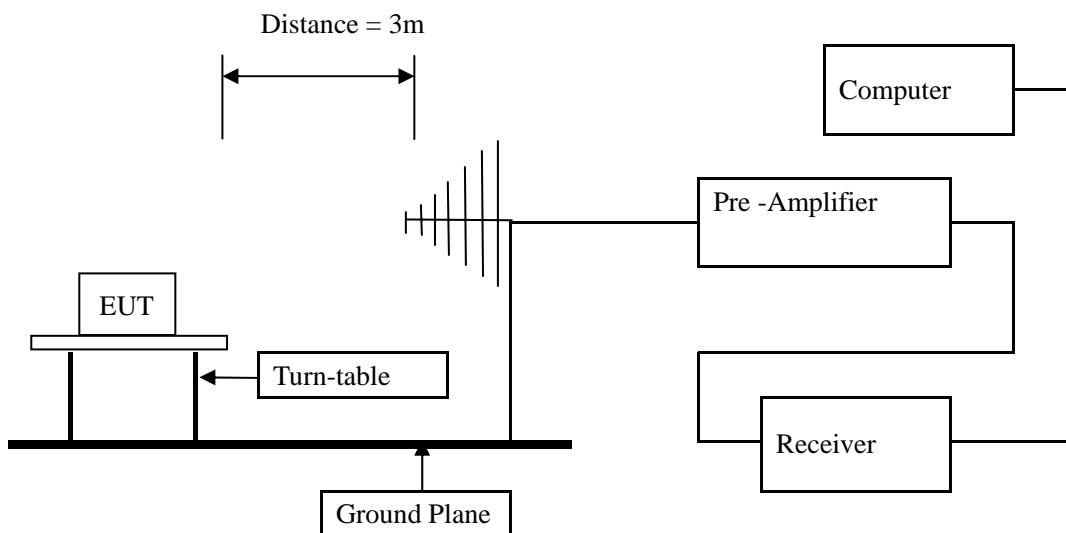 Distance = 3m
Computer
Pre -Amplifier
EUT
Turn-table
Receiver
Ground Plane